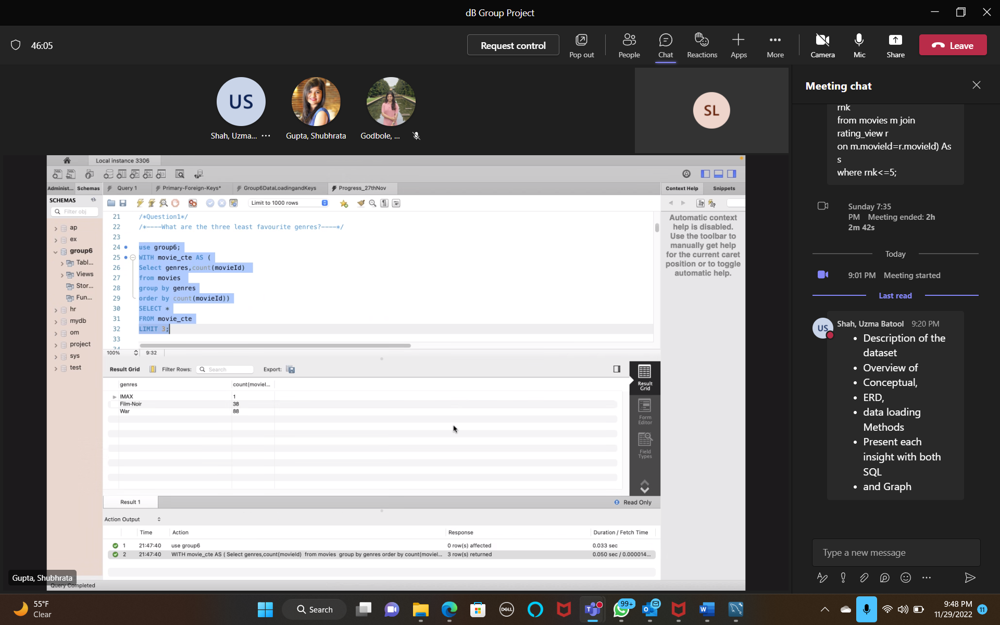 dB Group Project
46:05
Request control
Pop out
People
Chat
Reactions
Apps
More
Camera
Mic
Share
Leave
US
Shah, Uzma... ...
Gupta, Shubhrata
Godbole, ...
SL
Local instance 3306
Administ...
Schemas
Query 1
Primary-Foreign-Keys*
Group6DataLoadingandKeys
Progress_27thNov
Context Help
Snippets
SCHEMAS
Filter obj
Limit to 1000 rows
ap
ex
group6
Tabl...
Views
Stor...
Fun...
hr
mydb
om
project
sys
test
21 /*Question1*/
22 /*----What are the three least favourite genres?----*/
23
24 use group6;
25 WITH movie_cte AS (
26 Select genres,count(movieId)
27 from movies
28 group by genres
29 order by count(movieId))
30 SELECT *
31 FROM movie_cte
32 LIMIT 3;
33
34
100%
9:32
Automatic context
help is disabled.
Use the toolbar to
manually get help
for the current caret
position or to toggle
automatic help.
Result Grid
Filter Rows:
Search
Export:
genres count(movieI...
IMAX 1
Film-Noir 38
War 88
Result
Grid
Form
Editor
Field
Types
Result 1
Read Only
Action Output
Time Action Response Duration / Fetch Time
1 21:47:40 use group6 0 row(s) affected 0.033 sec
2 21:47:40 WITH movie_cte AS ( Select genres,count(movieId) from movies group by genres order by count(movieI... 3 row(s) returned 0.050 sec / 0.000014...
Gupta, Shubhrata
Query Completed
Meeting chat
rnk
from movies m join
rating_view r
on m.movieId=r.movieId) As
s
where rnk<=5;
Sunday 7:35
PM Meeting ended: 2h
2m 42s
Today
9:01 PM Meeting started
Last read
US
Shah, Uzma Batool 9:20 PM
• Description of the
dataset
• Overview of
• Conceptual,
• ERD,
• data loading
Methods
• Present each
insight with both
SQL
• and Graph
Type a new message
55°F
Clear
Search
DELL
99+
9:48 PM
11/29/2022
11